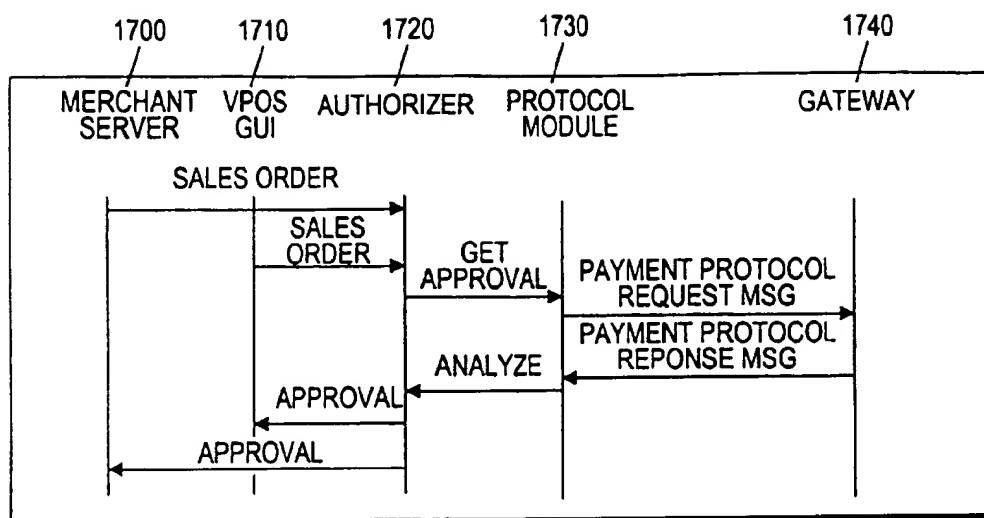 1700 1710 1720 1730 1740
MERCHANT SERVER
VPOS GUI
AUTHORIZER
PROTOCOL MODULE
GATEWAY
SALES ORDER
SALES
ORDER
GET
APPROVAL
PAYMENT PROTOCOL
REQUEST MSG
PAYMENT PROTOCOL
REPONSE MSG
ANALYZE
APPROVAL
APPROVAL